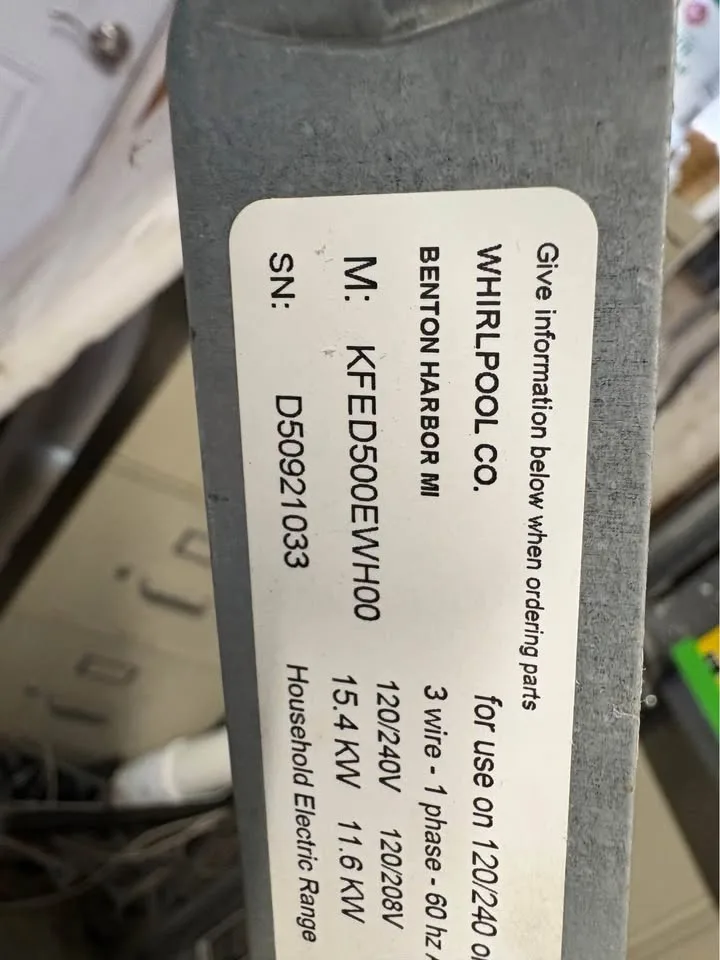 Give information below when ordering parts
WHIRLPOOL CO.
BENTON HARBOR MI
M: KFED500EWH00
SN: D50921033
for use on 120/240
3 wire - 1 phase - 60 hz
120/240V 120/208V
15.4 KW 11.6 KW
Household Electric Range